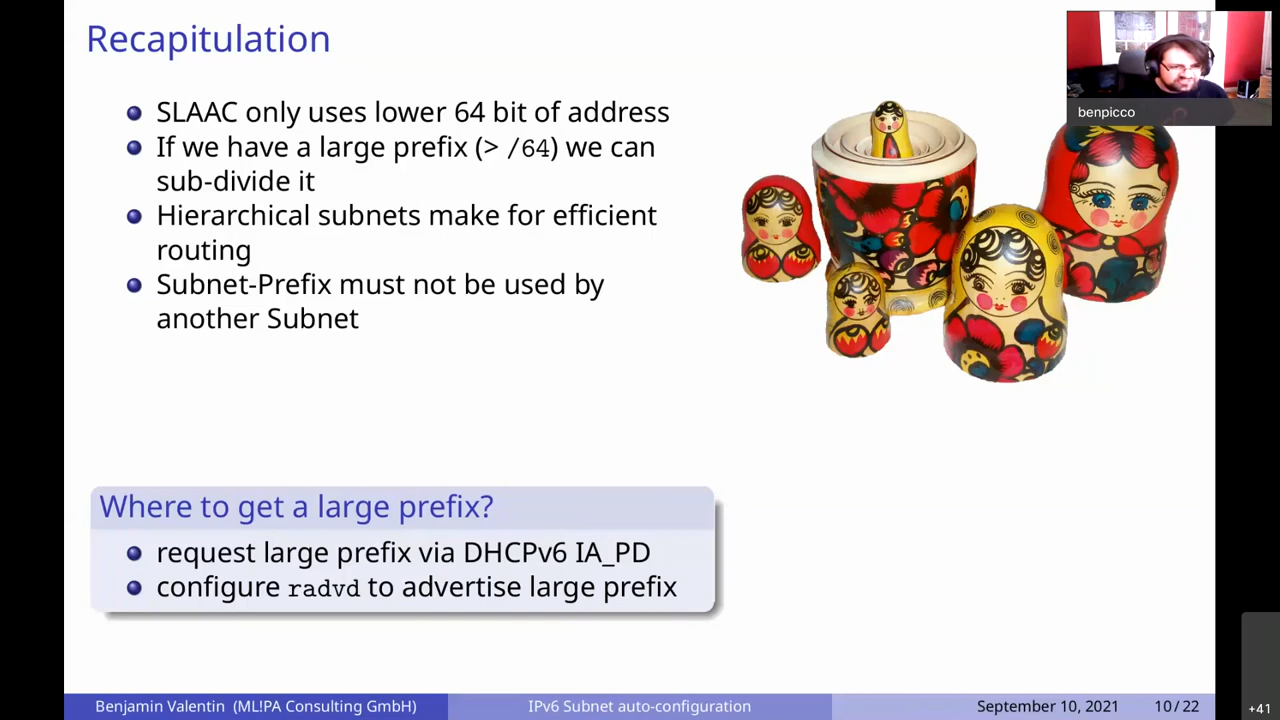 Recapitulation
SLAAC only uses lower 64 bit of address
If we have a large prefix (> /64) we can
sub-divide it
Hierarchical subnets make for efficient
routing
Subnet-Prefix must not be used by
another Subnet
benpicco
Where to get a large prefix?
request large prefix via DHCPv6 IA_PD
configure radvd to advertise large prefix
Benjamin Valentin (ML!PA Consulting GmbH)
IPv6 Subnet auto-configuration
September 10, 2021
10 / 22
+41